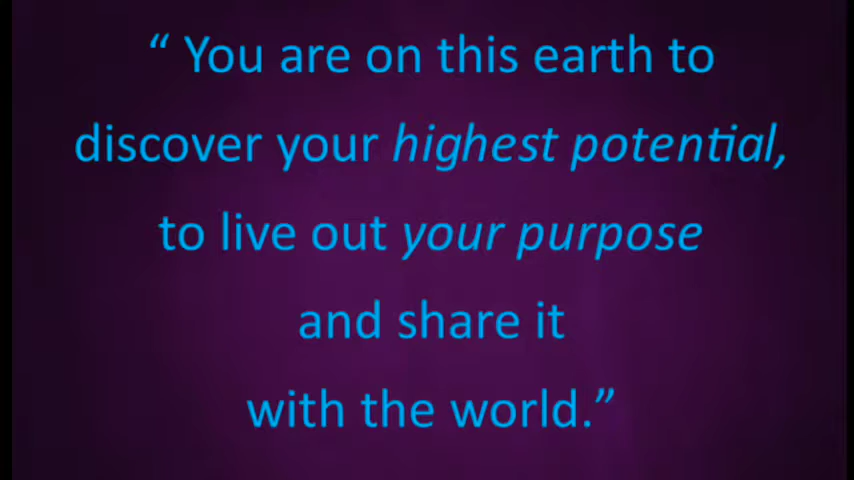 “ You are on this earth to
discover your highest potential,
to live out your purpose
and share it
with the world.”